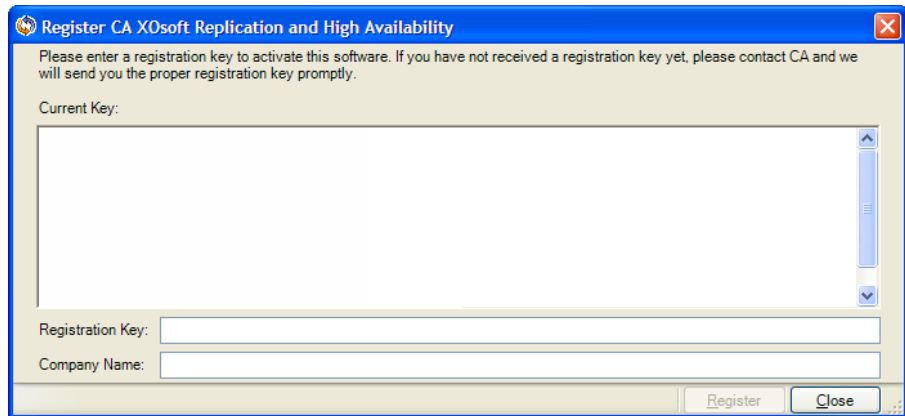 Register CA XOsoft Replication and High Availability
Please enter a registration key to activate this software. If you have not received a registration key yet, please contact CA and we
will send you the proper registration key promptly.
Current Key:
Registration Key:
Company Name:
Register Close